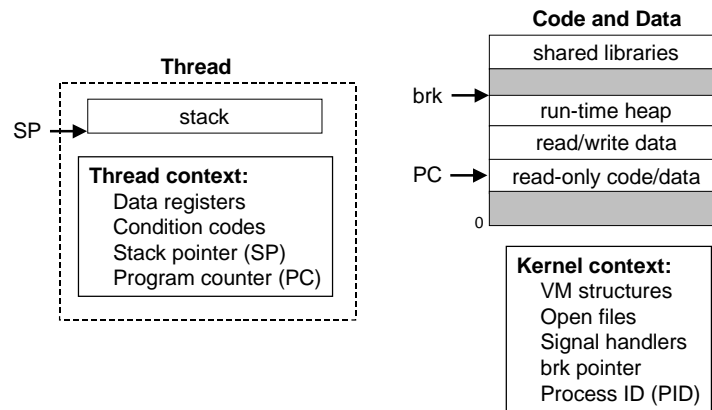 Thread
SP
stack
Thread context:
Data registers
Condition codes
Stack pointer (SP)
Program counter (PC)
Code and Data
shared libraries
brk
run-time heap
read/write data
PC
read-only code/data
0
Kernel context:
VM structures
Open files
Signal handlers
brk pointer
Process ID (PID)